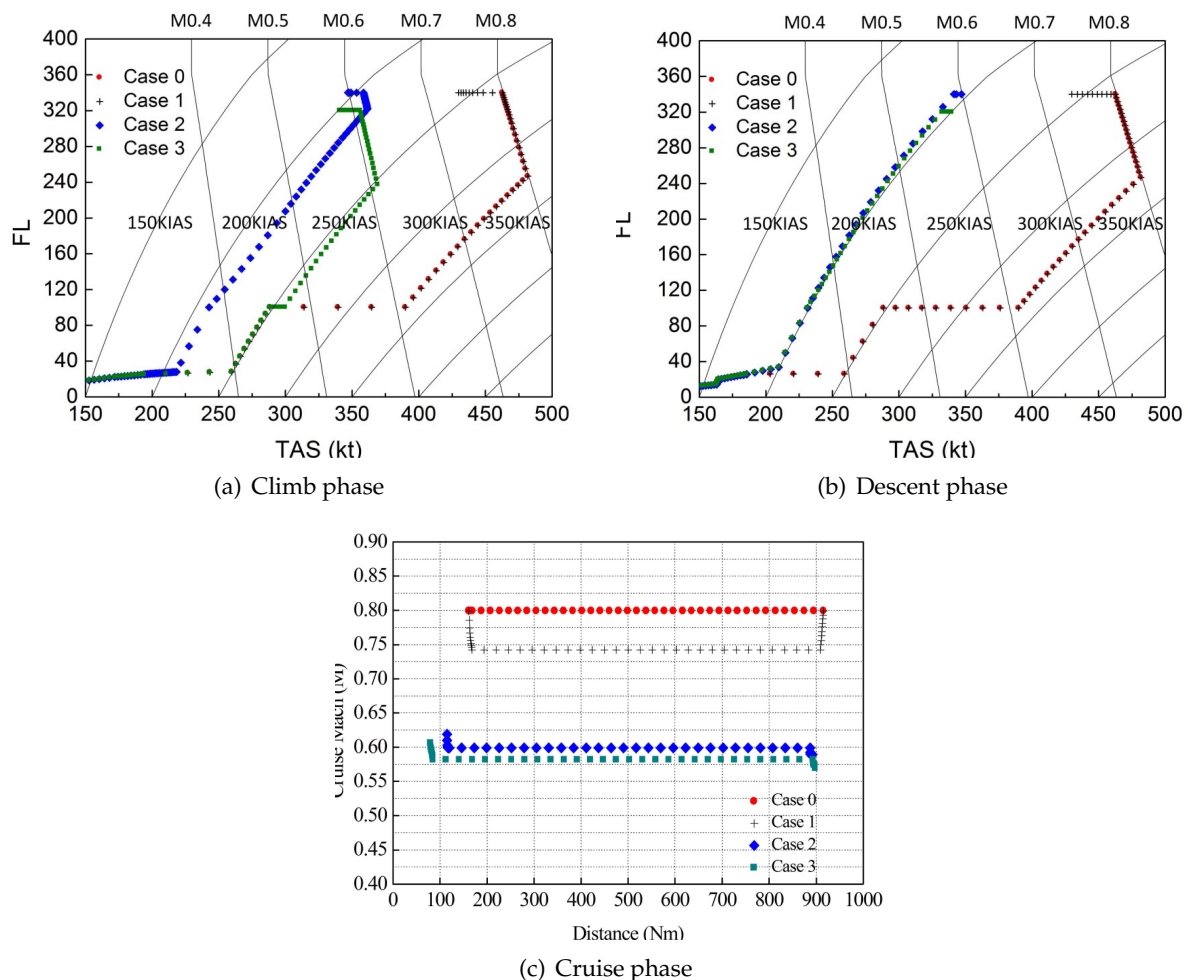 M0.4 M0.5 M0.6 M0.7 M0.8
400
360
320
280
240
200
160
120
80
40
0
FL
Case 0
Case 1
Case 2
Case 3
150KIAS 200KIAS 250KIAS 300KIAS 350KIAS
150 200 250 300 350 400 450 500
TAS (kt)
(a) Climb phase
M0.4 M0.5 M0.6 M0.7 M0.8
400
360
320
280
240
200
160
120
80
40
0
FL
Case 0
Case 1
Case 2
Case 3
150KIAS 200KIAS 250KIAS 300KIAS 350KIAS
150 200 250 300 350 400 450 500
TAS (kt)
(b) Descent phase
0.90
0.85
0.80
0.75
0.70
0.65
0.60
0.55
0.50
0.45
0.40
Cruise Mach (M)
Case 0
Case 1
Case 2
Case 3
0 100 200 300 400 500 600 700 800 900 1000
Distance (Nm)
(c) Cruise phase